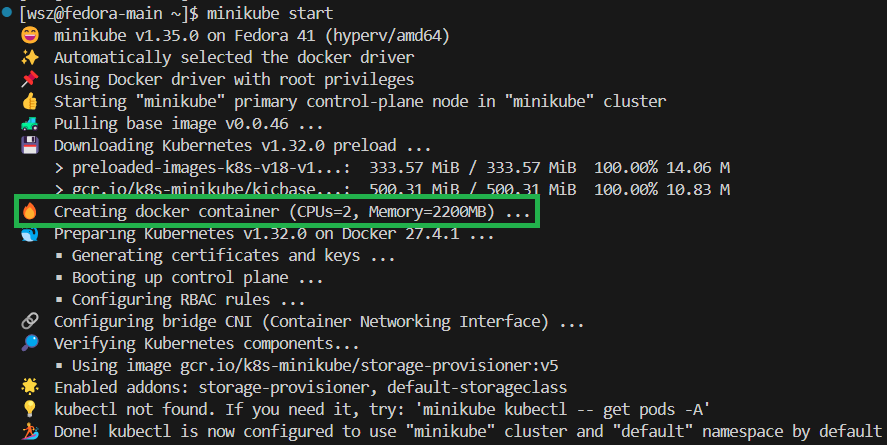 [wsz@fedora-main ~]$ minikube start
😄 minikube v1.35.0 on Fedora 41 (hyperv/amd64)
✨ Automatically selected the docker driver
📌 Using Docker driver with root privileges
👍 Starting "minikube" primary control-plane node in "minikube" cluster
🚜 Pulling base image v0.0.46 ...
💾 Downloading Kubernetes v1.32.0 preload ...
> preloaded-images-k8s-v18-v1...: 333.57 MiB / 333.57 MiB 100.00% 14.06 M
> gcr.io/k8s-minikube/kicbase...: 500.31 MiB / 500.31 MiB 100.00% 10.83 M
🔥 Creating docker container (CPUs=2, Memory=2200MB) ...
🐳 Preparing Kubernetes v1.32.0 on Docker 27.4.1 ...
▪ Generating certificates and keys ...
▪ Booting up control plane ...
▪ Configuring RBAC rules ...
🔗 Configuring bridge CNI (Container Networking Interface) ...
🔎 Verifying Kubernetes components...
▪ Using image gcr.io/k8s-minikube/storage-provisioner:v5
🌟 Enabled addons: storage-provisioner, default-storageclass
💡 kubectl not found. If you need it, try: 'minikube kubectl -- get pods -A'
🏄 Done! kubectl is now configured to use "minikube" cluster and "default" namespace by default